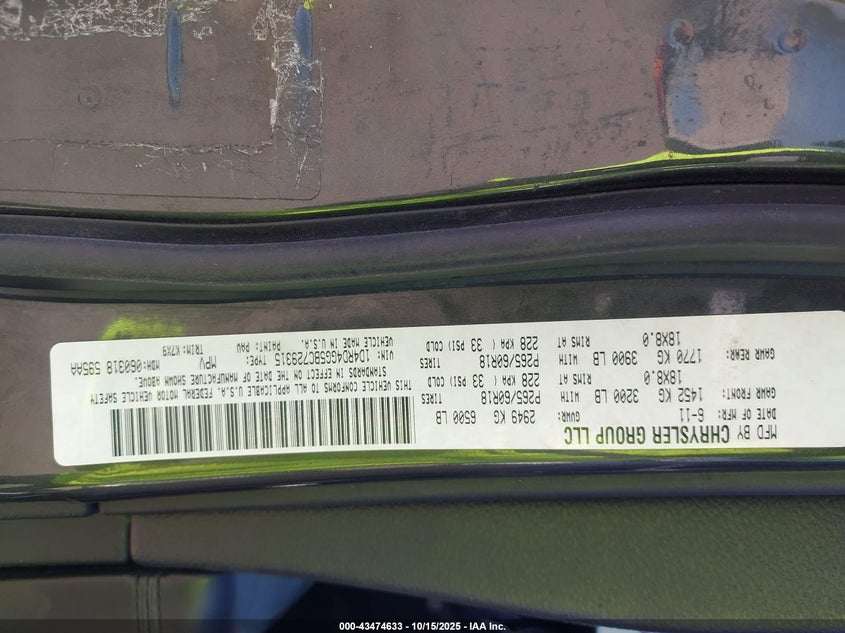 MFD BY CHRYSLER GROUP LLC
DATE OF MFR: 6-11 GVWR: 2949 KG 6500 LB
GAWR FRONT: 1452 KG 3200 LB WITH P265/60R18 TIRES
18X8.0 RIMS AT 228 KPA( 33 PSI) COLD
GAWR REAR: 1770 KG 3900 LB WITH P265/60R18 TIRES
18X8.0 RIMS AT 228 KPA( 33 PSI) COLD
THIS VEHICLE CONFORMS TO ALL APPLICABLE U.S.A. FEDERAL MOTOR VEHICLE SAFETY
STANDARDS IN EFFECT ON THE DATE OF MANUFACTURE SHOWN ABOVE.
VIN: 1D4RD4GG5BC729315 TYPE: MPV MDH:060318 595AA
VEHICLE MADE IN U.S.A. PAINT: PAV TRIM:K7X9
000-43474633 - 10/15/2025 - IAA Inc.